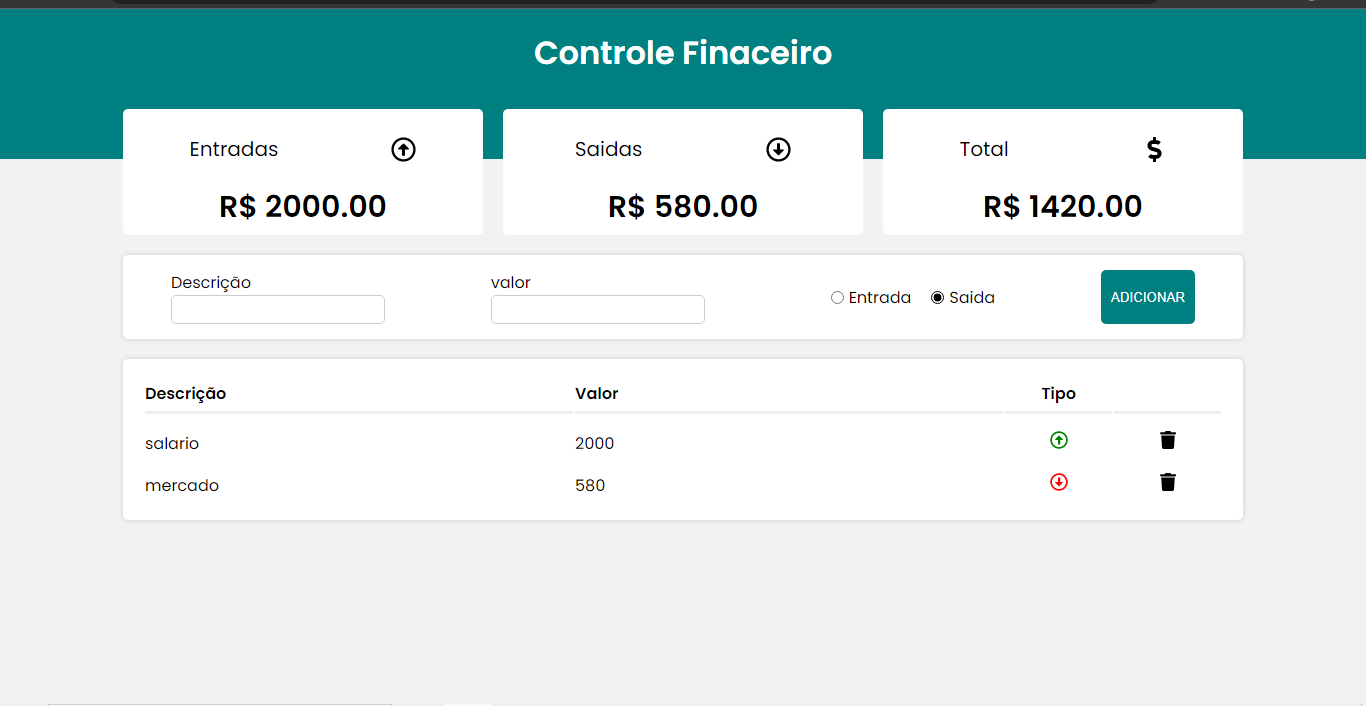 Controle Finaceiro
Entradas Saidas Total
R$ 2000.00 R$ 580.00 R$ 1420.00
Descrição valor
Entrada Saida ADICIONAR
Descrição Valor Tipo
salario 2000
mercado 580